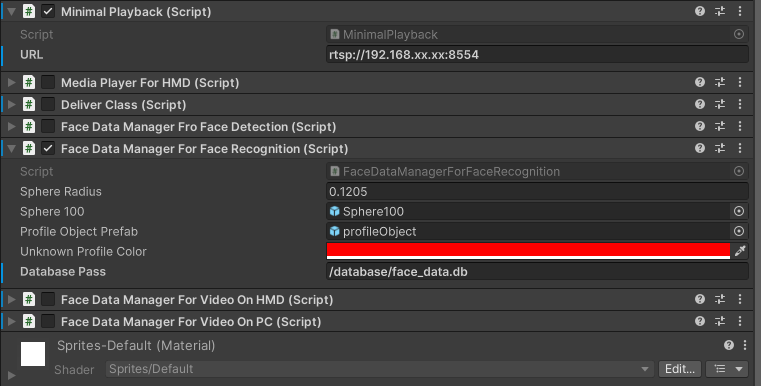 Minimal Playback (Script)
Script MinimalPlayback
URL rtsp://192.168.xx.xx:8554
Media Player For HMD (Script)
Deliver Class (Script)
Face Data Manager Fro Face Detection (Script)
Face Data Manager For Face Recognition (Script)
Script FaceDataManagerForFaceRecognition
Sphere Radius 0.1205
Sphere 100 Sphere100
Profile Object Prefab profileObject
Unknown Profile Color
Database Pass /database/face_data.db
Face Data Manager For Video On HMD (Script)
Face Data Manager For Video On PC (Script)
Sprites-Default (Material)
Shader Sprites/Default Edit...